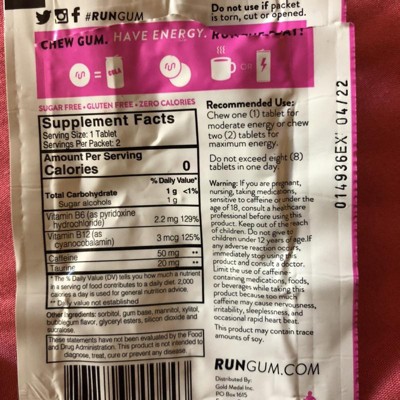 #RUNGUM
Do not use if packet
is torn, cut or opened.
CHEW GUM. HAVE ENERGY.
=
OR
SUGAR FREE • GLUTEN FREE • ZERO CALORIES
Supplement Facts
Serving Size: 1 Tablet
Servings Per Packet: 2
Amount Per Serving
Calories 0
% Daily Value*
Total Carbohydrate 1 g <1%
Sugar alcohols 1 g
Vitamin B6 (as pyridoxine
hydrochloride) 2.2 mg 129%
Vitamin B12 (as
cyanocobalamin) 3 mcg 125%
Caffeine 50 mg **
Taurine 20 mg **
* The % Daily Value (DV) tells you how much a nutrient
in a serving of food contributes to a daily diet. 2,000
calories a day is used for general nutrition advice.
** Daily value not established
Other Ingredients: sorbitol, gum base, mannitol, xylitol,
bubblegum flavor, glyceryl esters, silicon dioxide and
sucralose.
These statements have not been evaluated by the Food
and Drug Administration. This product is not intended to
diagnose, treat, cure or prevent any disease
Recommended Use:
Chew one (1) tablet for
moderate energy or chew
two (2) tablets for
maximum energy.
Do not exceed eight (8)
tablets in one day.
Warning: If you are pregnant,
nursing, taking medications,
sensitive to caffeine or under the
age of 18, consult a healthcare
professional before using this
product. Keep out of the reach
of children. Do not give to
children under 12 years of age. If
any adverse reaction occurs,
immediately stop using this
product and consult a doctor.
Limit the use of caffeine
containing medications, foods,
or beverages while taking this
product because too much
caffeine may cause nervousness,
irritability, sleeplessness, and
occasional rapid heart beat.
This product may contain trace
amounts of soy.
014936EX 04/22
RUNGUM.COM
Distributed By:
Gold Medal Inc.
PO Box 1615